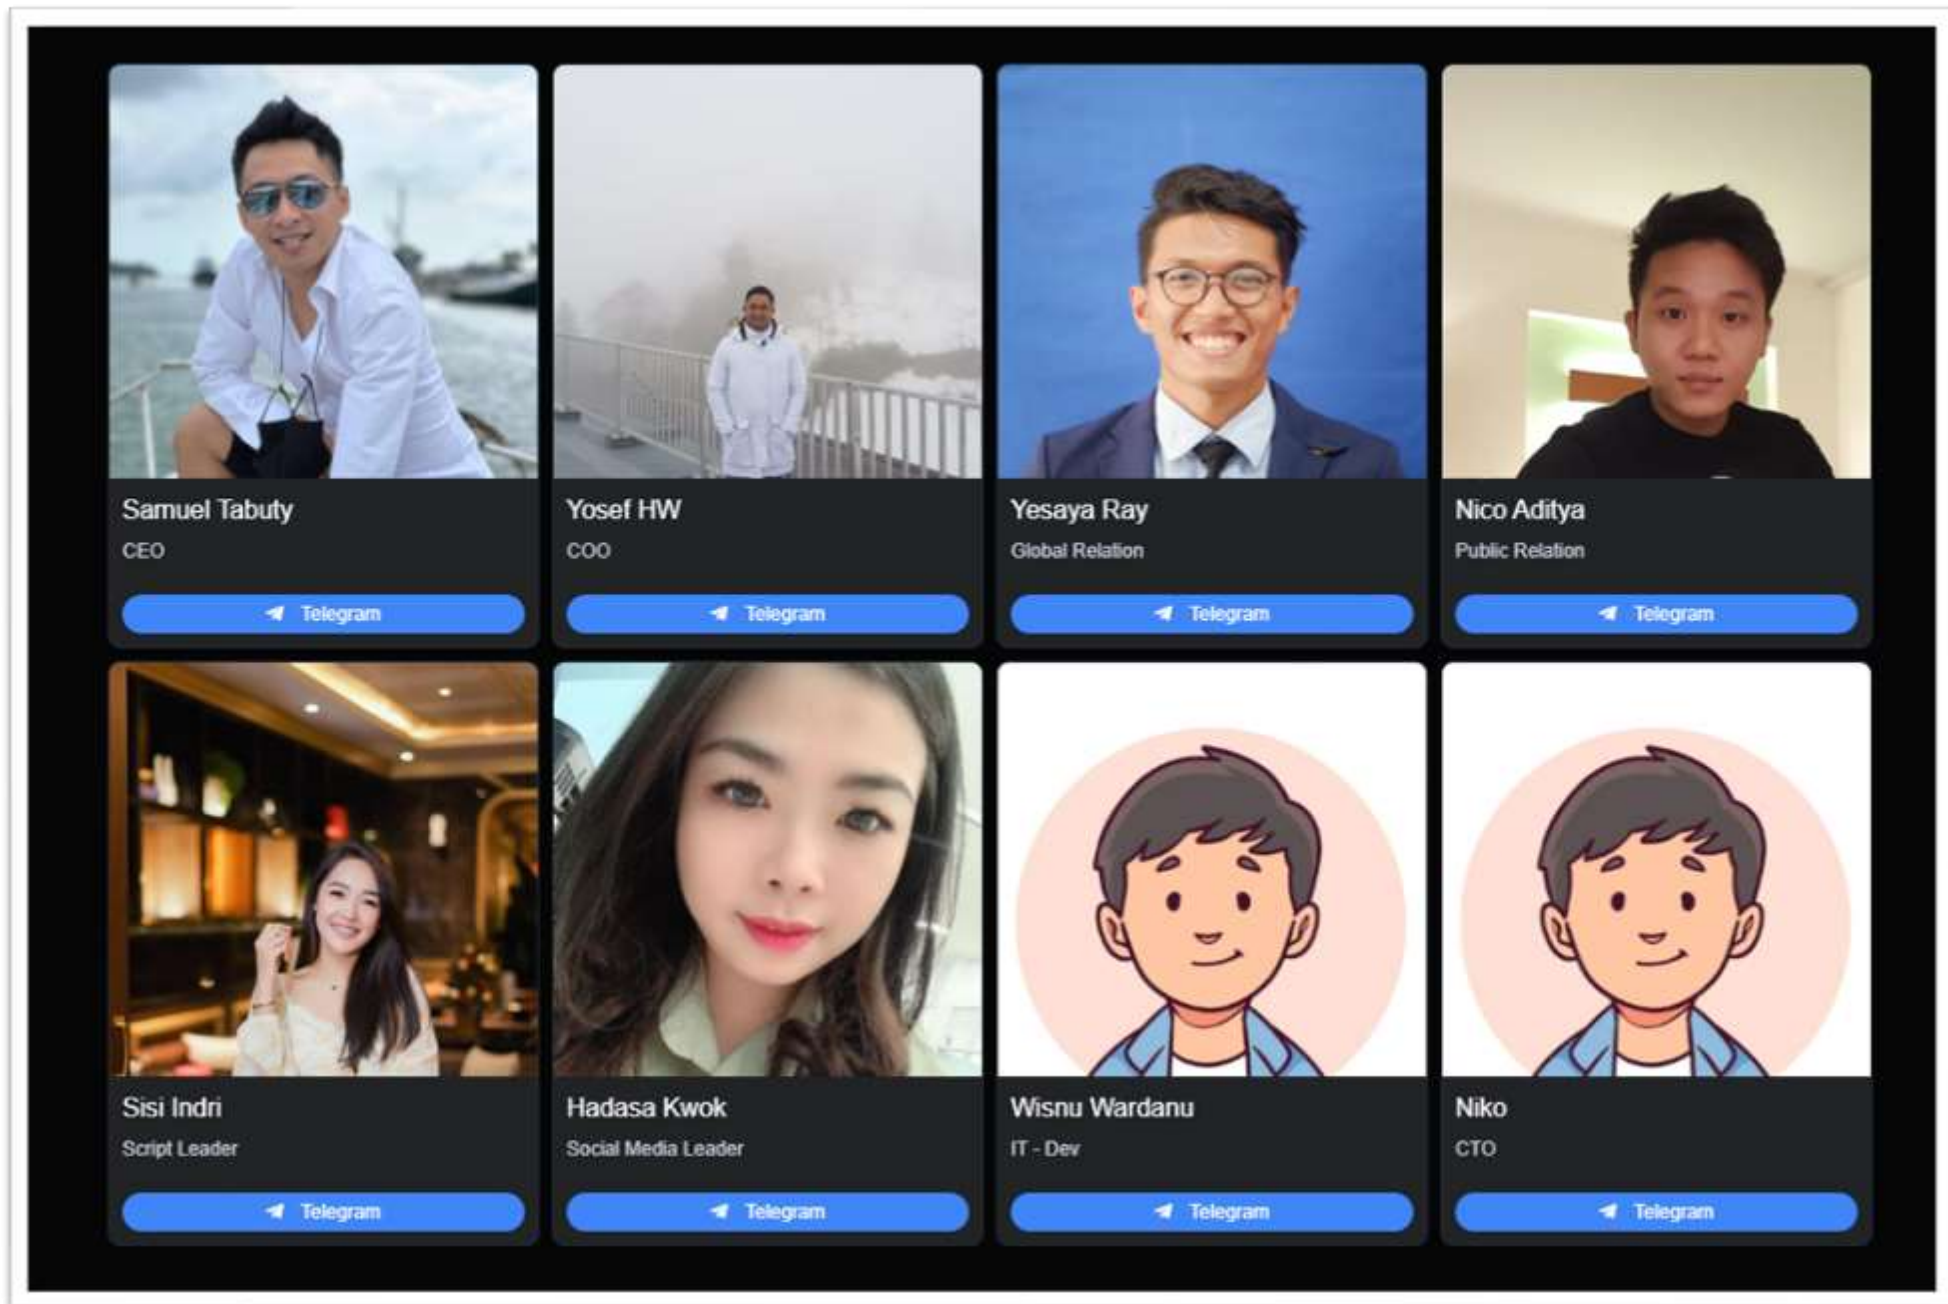 Samuel Tabuty
CEO
Telegram
Yosef HW
COO
Telegram
Yesaya Ray
Global Relation
Telegram
Nico Aditya
Public Relation
Telegram
Sisi Indri
Script Leader
Telegram
Hadasa Kwok
Social Media Leader
Telegram
Wisnu Wardanu
IT - Dev
Telegram
Niko
CTO
Telegram